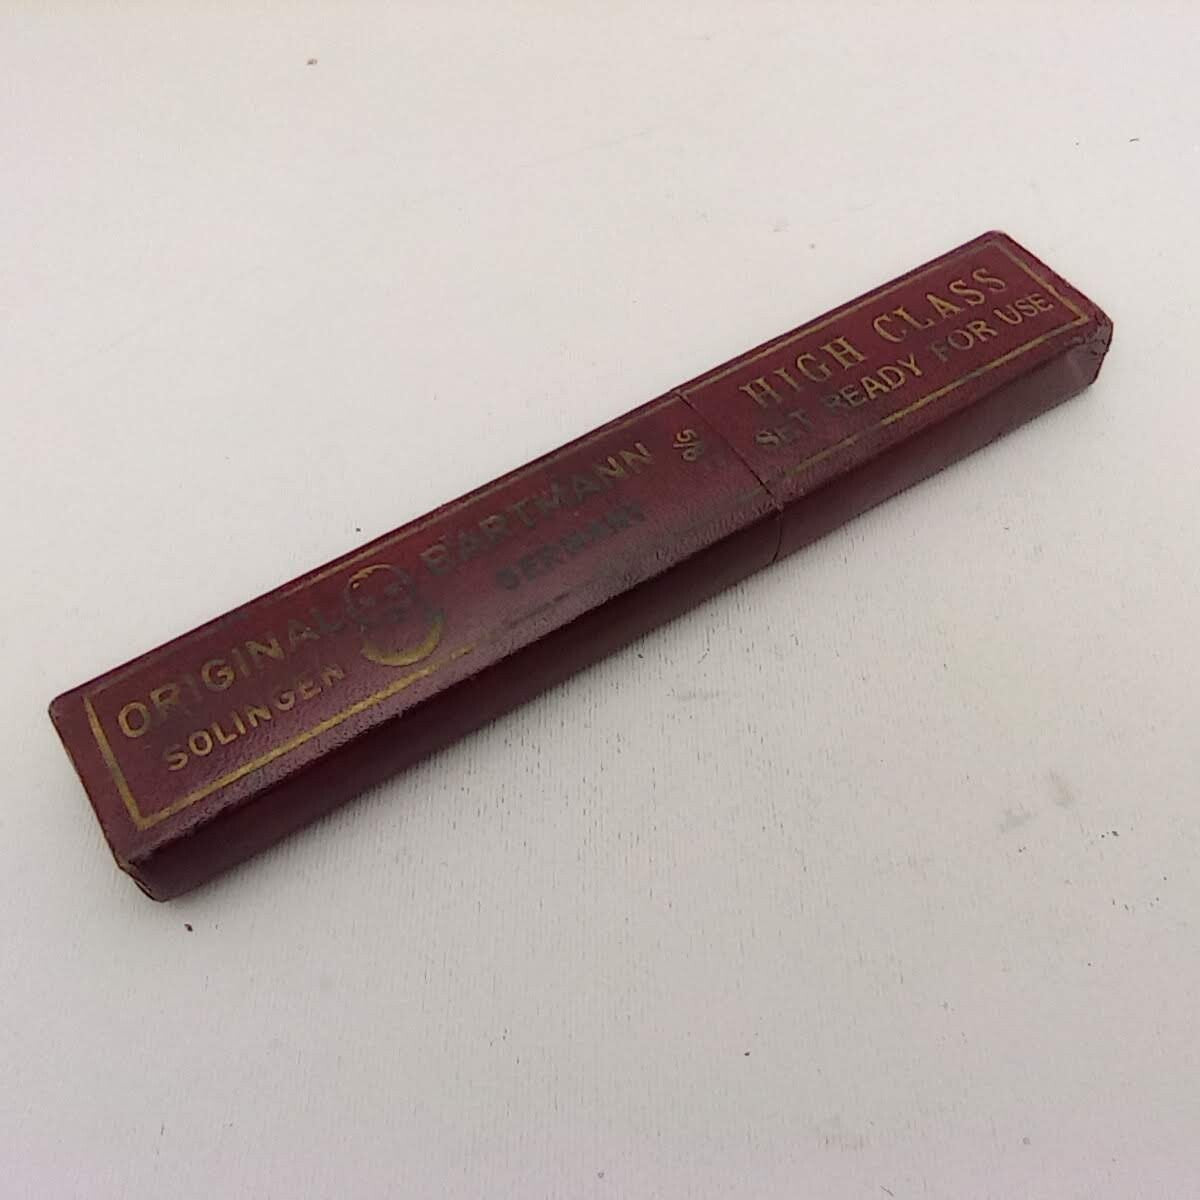 ORIGINAL BARTMANN
SOLINGEN GERMANY
5/8
HIGH CLASS
SET READY FOR USE